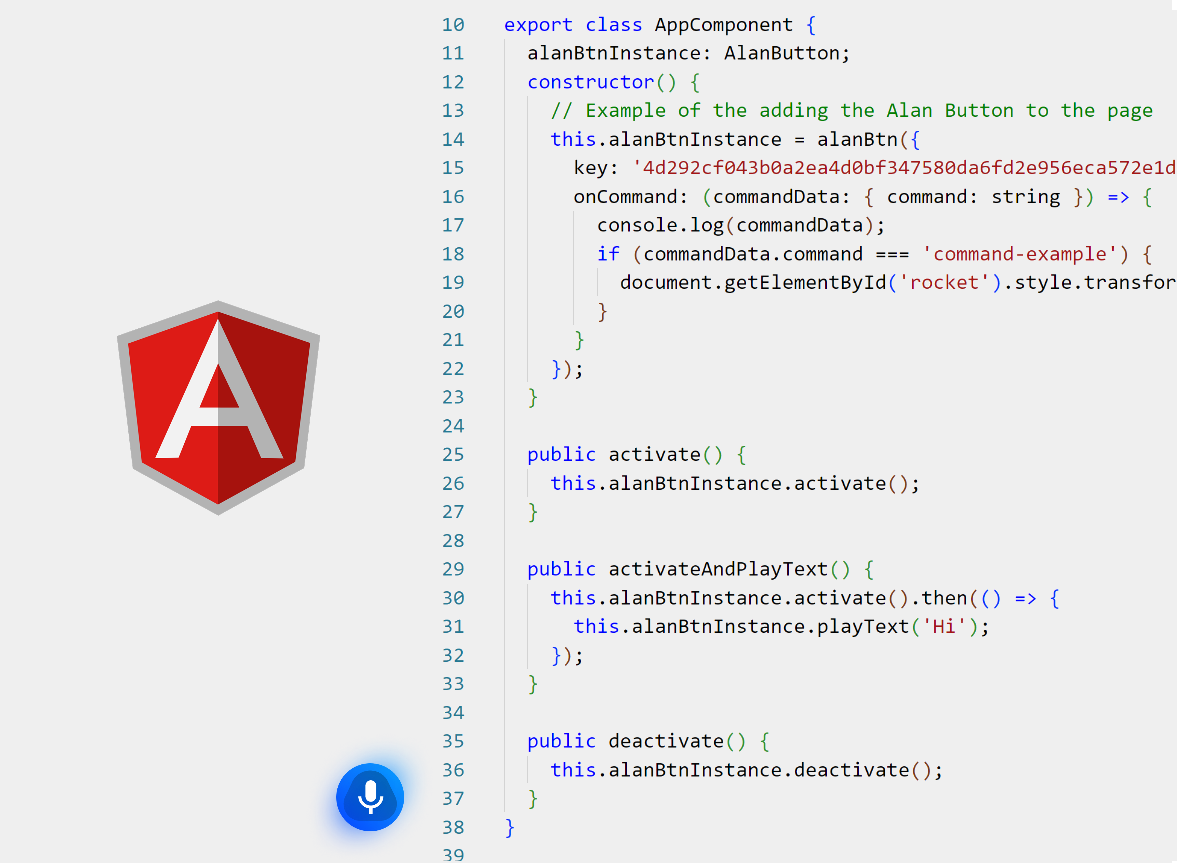 10 export class AppComponent {
11 alanBtnInstance: AlanButton;
12 constructor() {
13 // Example of the adding the Alan Button to the page
14 this.alanBtnInstance = alanBtn({
15 key: '4d292cf043b0a2ea4d0bf347580da6fd2e956eca572e1d
16 onCommand: (commandData: { command: string }) => {
17 console.log(commandData);
18 if (commandData.command === 'command-example') {
19 document.getElementById('rocket').style.transfor
20 }
21 }
22 });
23 }
24
25 public activate() {
26 this.alanBtnInstance.activate();
27 }
28
29 public activateAndPlayText() {
30 this.alanBtnInstance.activate().then(() => {
31 this.alanBtnInstance.playText('Hi');
32 });
33 }
34
35 public deactivate() {
36 this.alanBtnInstance.deactivate();
37 }
38 }
39
A